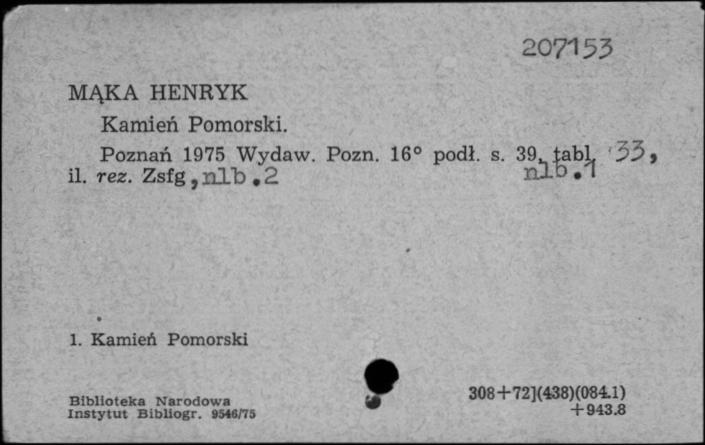 207153
MĄKA HENRYK
Kamień Pomorski.
Poznań 1975 Wydaw. Pozn. 16° podł. s. 39, tabl. 33,
il. rez. Zsfg, nlb.2 nlb.1
1. Kamień Pomorski
308+72](438)(084.1)
+943.8
Biblioteka Narodowa
Instytut Bibliogr. 9546/75